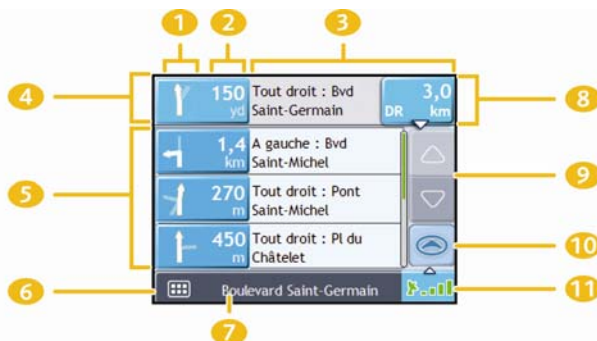 1 2 3
4
150 yd Tout droit : Bvd
Saint-Germain
3,0
DR km
8
5
1,4 km A gauche : Bvd
Saint-Michel
9
270 m Tout droit : Pont
Saint-Michel
450 m Tout droit : Pl du
Châtelet
10
6
Boulevard Saint-Germain
11
7